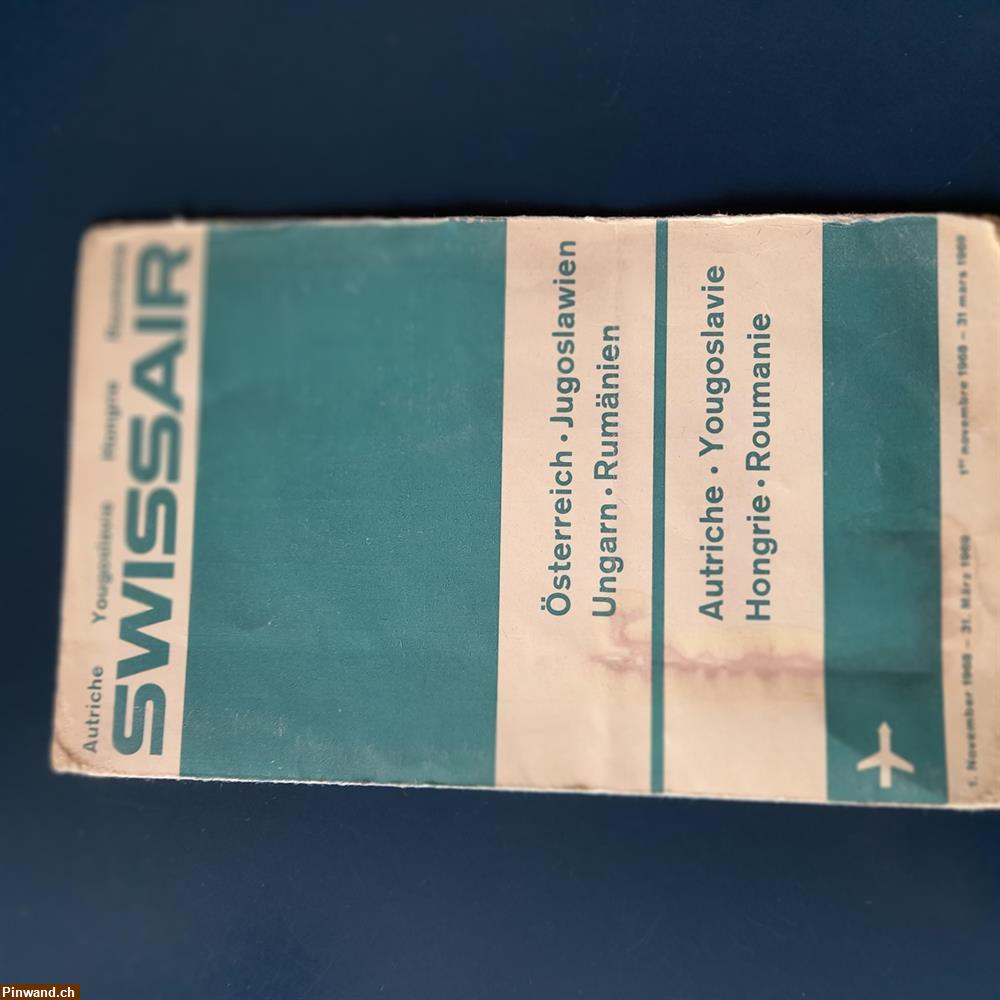 Autriche Yougoslavie Hongrie Roumanie
SWISSAIR
Österreich · Jugoslawien
Ungarn · Rumänien
Autriche · Yougoslavie
Hongrie · Roumanie
1. November 1968 – 31. März 1969 1er novembre 1968 – 31 mars 1969
Pinwand.ch